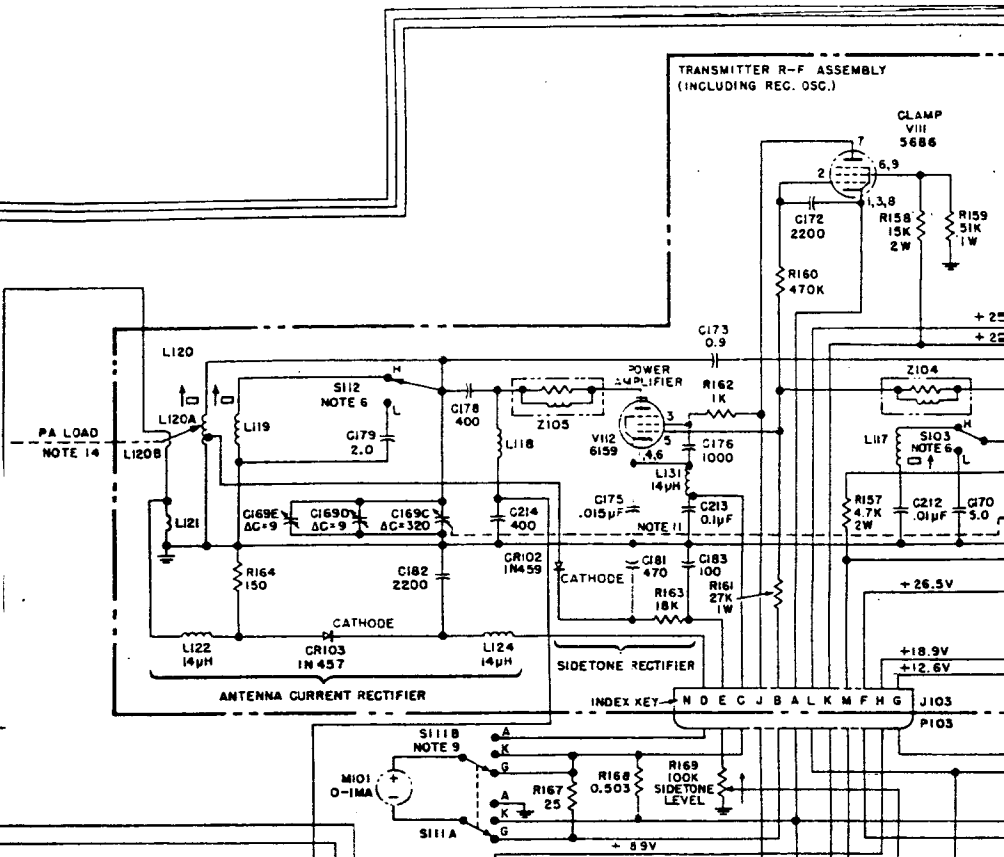 TRANSMITTER R-F ASSEMBLY
(INCLUDING REC. OSC.)
CLAMP
V111
5686
7
2
6,9
1,3,8
C172
2200
R158
15K
2W
R159
51K
1W
R160
470K
C173
0.9
L120
H
S112
NOTE 6
L
POWER
AMPLIFIER
R162
1K
Z104
C178
400
Z105
L120A
L119
C179
2.0
L118
V112
6159
3
5
1,4,6
C176
1000
L117
S103
NOTE 6
H
L
PA LOAD
NOTE 14
L120B
L131
14µH
L121
C169E
ΔC=9
C169D
ΔC=9
C169C
ΔC=320
C214
400
C175
.015µF
NOTE 11
C213
0.1µF
R157
4.7K
2W
C212
.01µF
C170
5.0
R164
150
C182
2200
CR102
1N459
CATHODE
C181
470
C183
100
R161
27K
1W
R163
18K
+26.5V
L122
14µH
CATHODE
CR103
1N457
L124
14µH
SIDETONE RECTIFIER
+18.9V
+12.6V
ANTENNA CURRENT RECTIFIER
INDEX KEY
N D E C J B A L K M F H G
J103
P103
S111B
NOTE 9
A
K
G
M101
0-1MA
+
-
R167
25
R168
0.503
R169
100K
SIDETONE
LEVEL
A
K
G
S111A
+ 89V